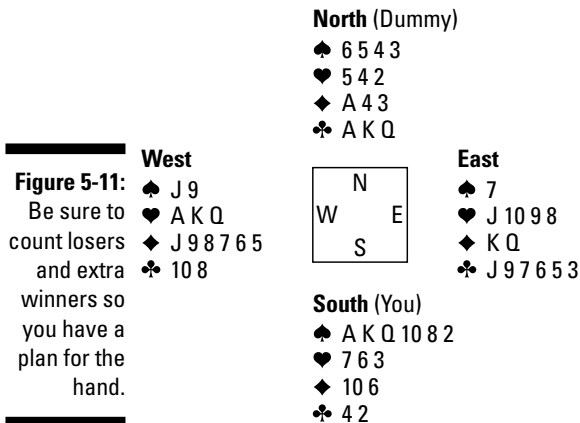 North (Dummy)
♠ 6 5 4 3
♥ 5 4 2
♦ A 4 3
♣ A K Q
West
♠ J 9
♥ A K Q
♦ J 9 8 7 6 5
♣ 10 8
N
W E
S
East
♠ 7
♥ J 10 9 8
♦ K Q
♣ J 9 7 6 5 3
South (You)
♠ A K Q 10 8 2
♥ 7 6 3
♦ 10 6
♣ 4 2
Figure 5-11:
Be sure to
count losers
and extra
winners so
you have a
plan for the
hand.